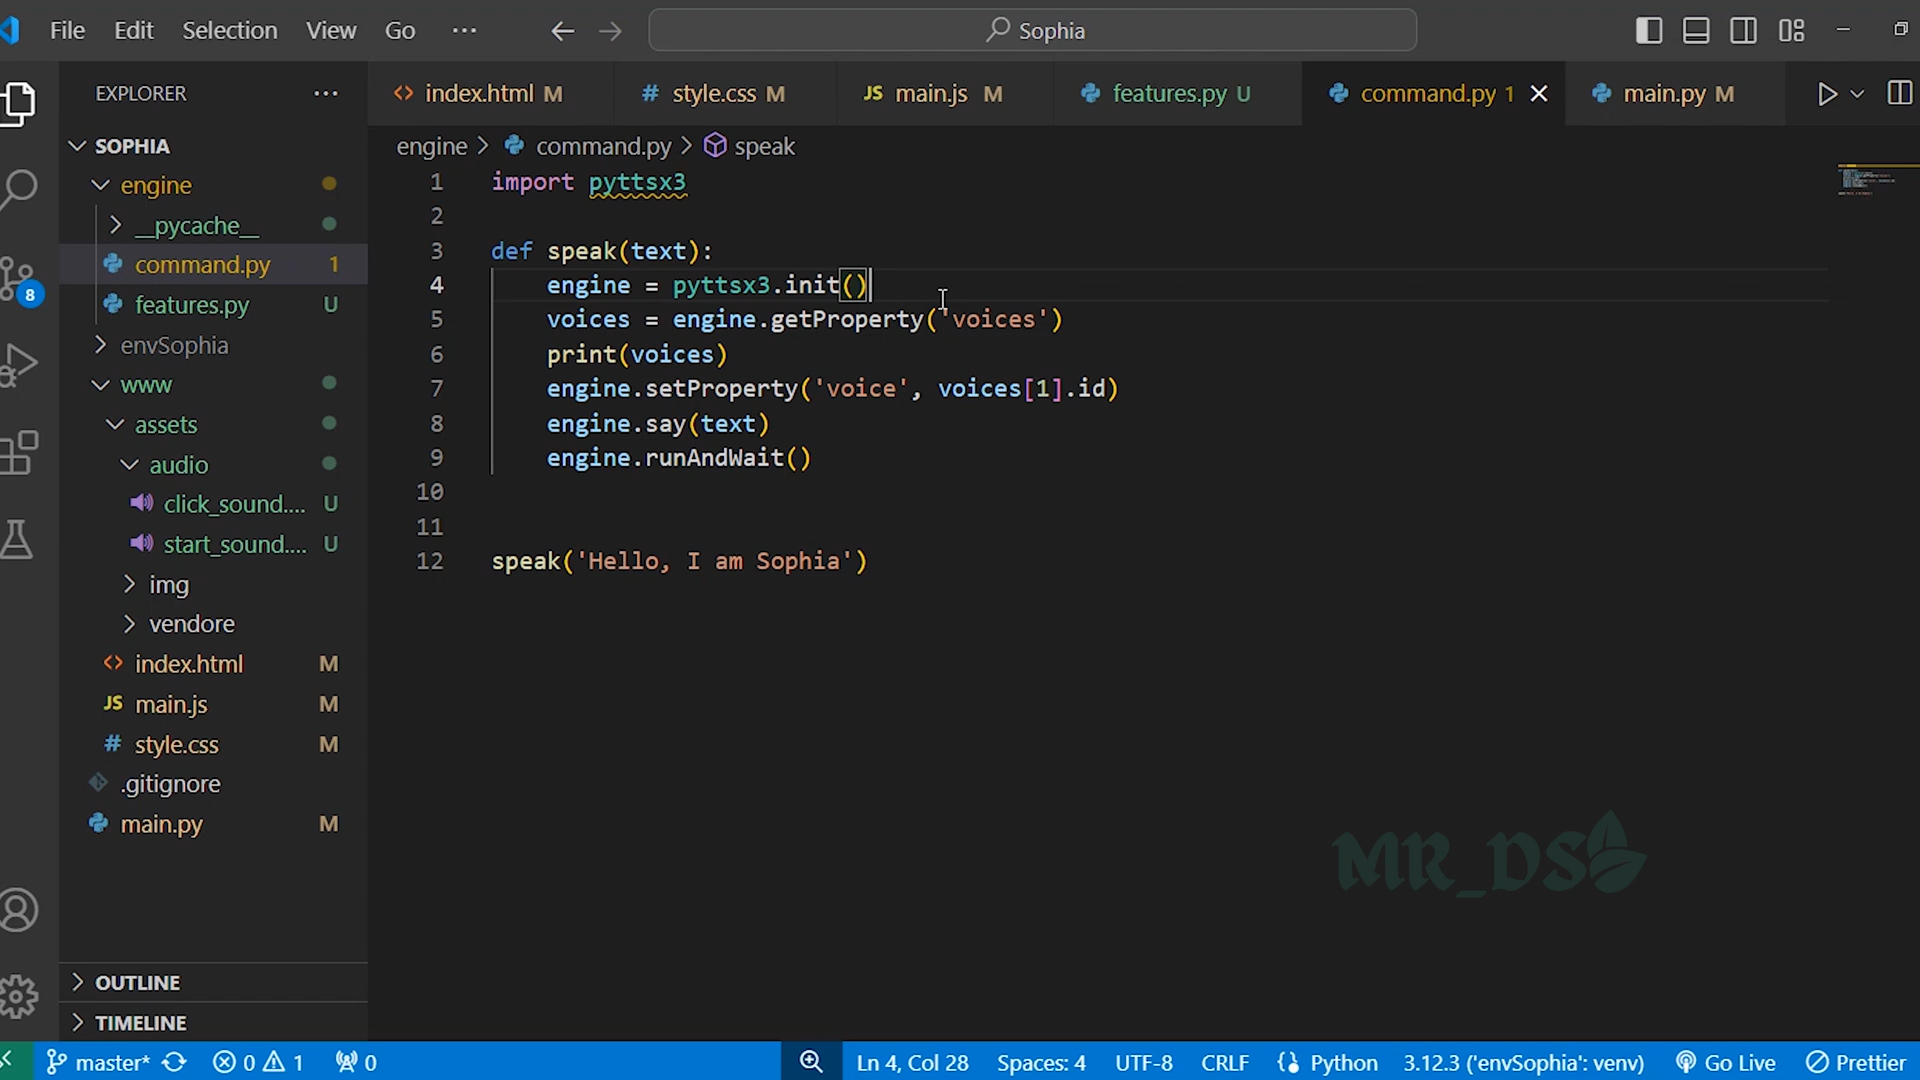 File Edit Selection View Go ··· Sophia
EXPLORER ···
SOPHIA
engine
__pycache__
command.py 1
features.py U
envSophia
www
assets
audio
click_sound.... U
start_sound.... U
img
vendore
index.html M
main.js M
style.css M
.gitignore
main.py M
OUTLINE
TIMELINE
index.html M style.css M JS main.js M features.py U command.py 1 main.py M
engine > command.py > speak
1 import pyttsx3
2
3 def speak(text):
4 engine = pyttsx3.init()
5 voices = engine.getProperty('voices')
6 print(voices)
7 engine.setProperty('voice', voices[1].id)
8 engine.say(text)
9 engine.runAndWait()
10
11
12 speak('Hello, I am Sophia')
MR_DS
8
master* 0 1 0 Ln 4, Col 28 Spaces: 4 UTF-8 CRLF Python 3.12.3 ('envSophia': venv) Go Live Prettier